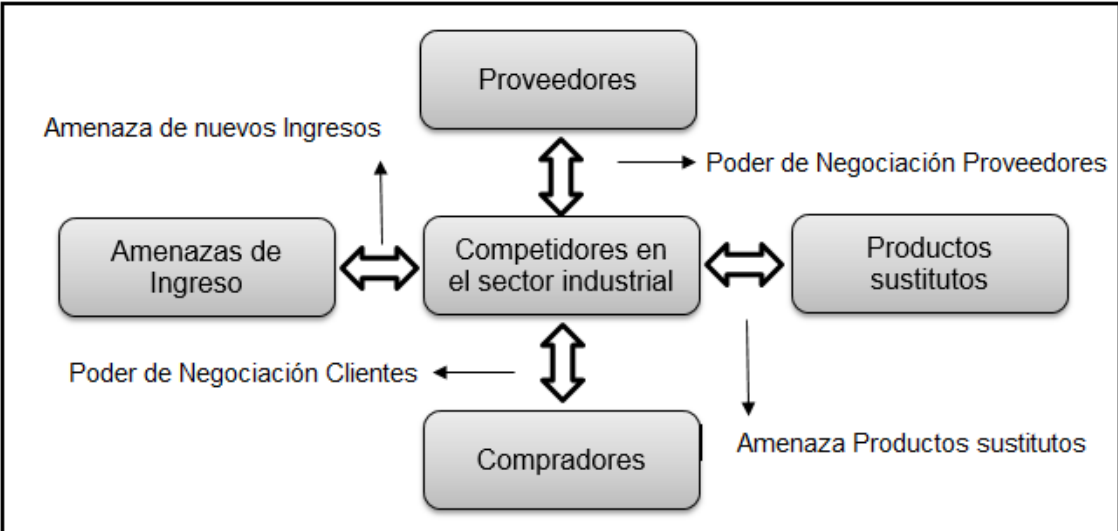 Proveedores
Amenaza de nuevos Ingresos
Poder de Negociación Proveedores
Amenazas de
Ingreso
Competidores en
el sector industrial
Productos
sustitutos
Poder de Negociación Clientes
Compradores
Amenaza Productos sustitutos